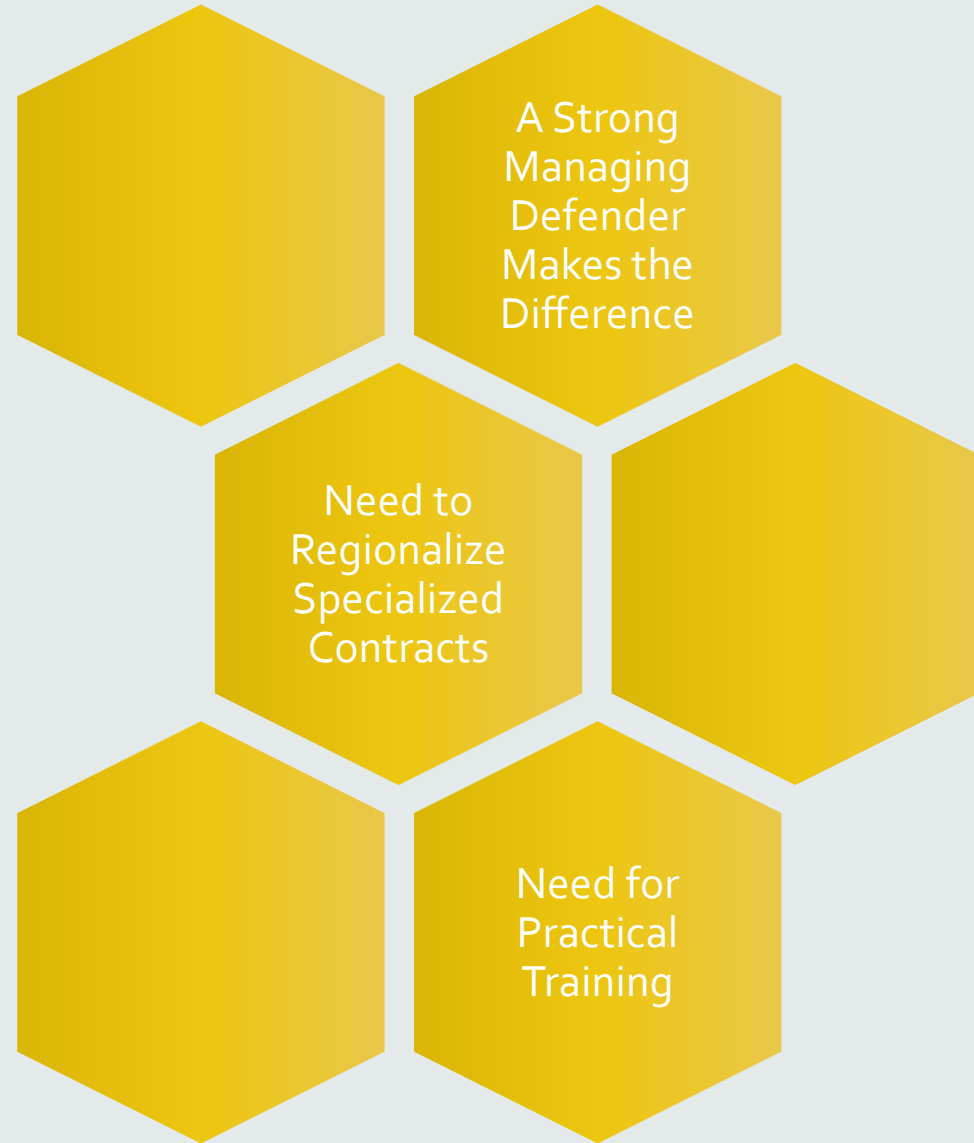 A Strong
Managing
Defender
Makes the
Difference
Need to
Regionalize
Specialized
Contracts
Need for
Practical
Training